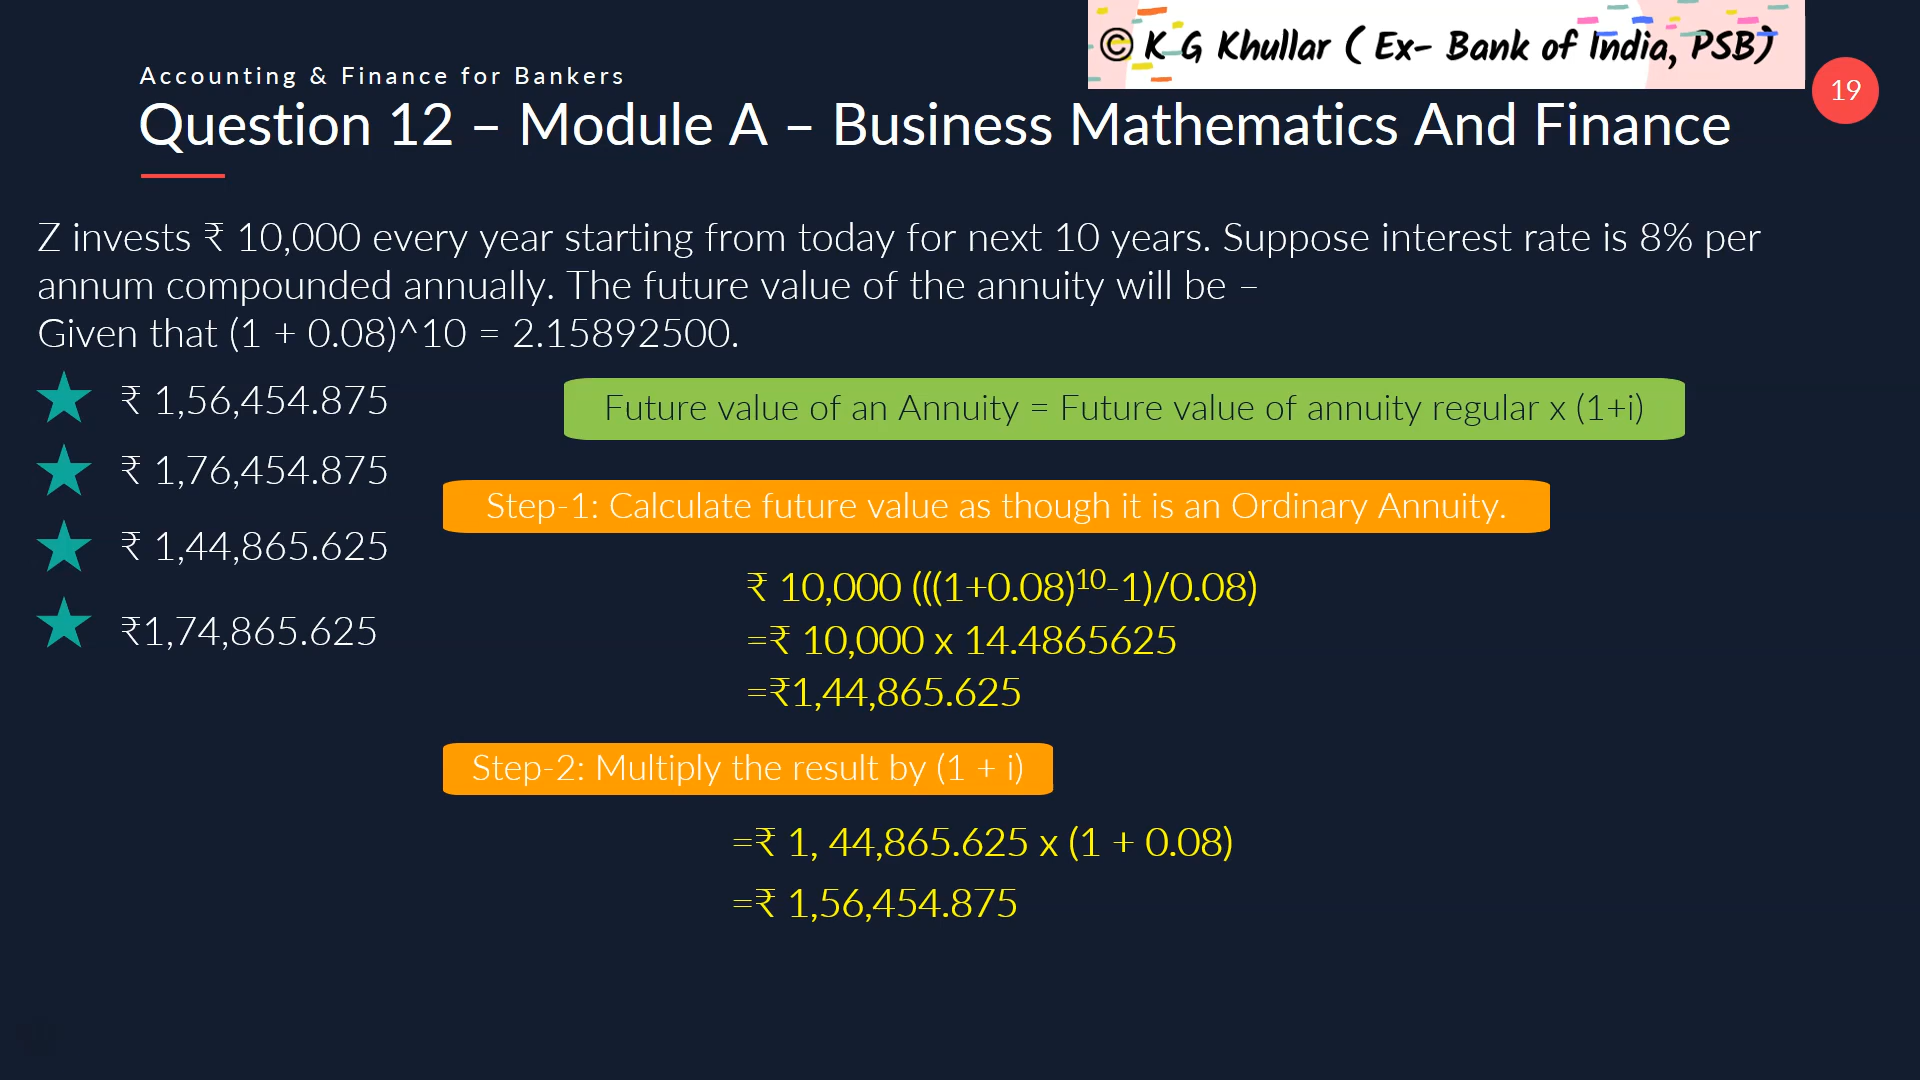 © K G Khullar ( Ex- Bank of India, PSB)
19
Accounting & Finance for Bankers
Question 12 – Module A – Business Mathematics And Finance
Z invests ₹ 10,000 every year starting from today for next 10 years. Suppose interest rate is 8% per
annum compounded annually. The future value of the annuity will be –
Given that (1 + 0.08)^10 = 2.15892500.
₹ 1,56,454.875
₹ 1,76,454.875
₹ 1,44,865.625
₹1,74,865.625
Future value of an Annuity = Future value of annuity regular x (1+i)
Step-1: Calculate future value as though it is an Ordinary Annuity.
₹ 10,000 (((1+0.08)¹⁰-1)/0.08)
=₹ 10,000 x 14.4865625
=₹1,44,865.625
Step-2: Multiply the result by (1 + i)
=₹ 1, 44,865.625 x (1 + 0.08)
=₹ 1,56,454.875